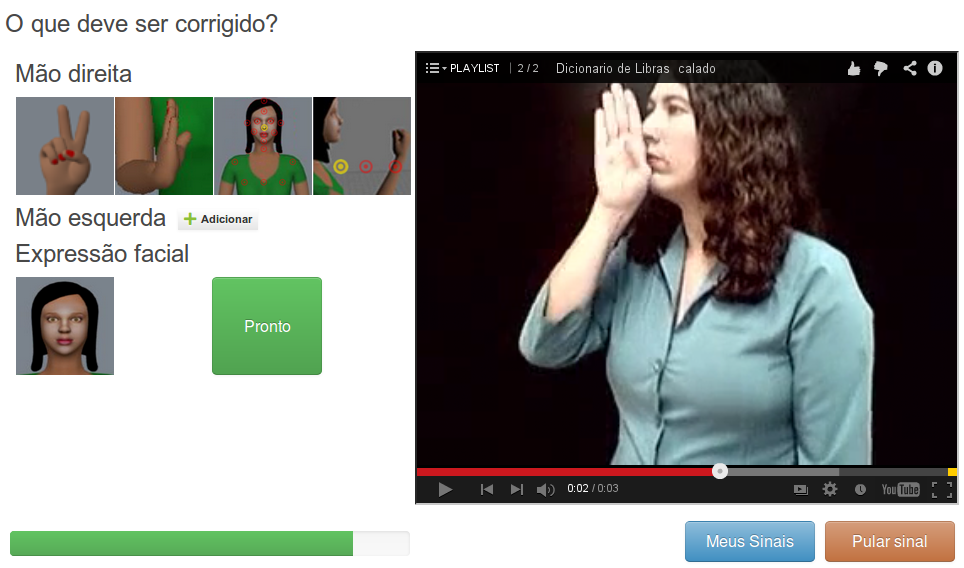 O que deve ser corrigido?
Mão direita
Mão esquerda
Adicionar
Expressão facial
Pronto
PLAYLIST | 2 / 2 Dicionario de Libras calado
0:02 / 0:03
YouTube
Meus Sinais
Pular sinal